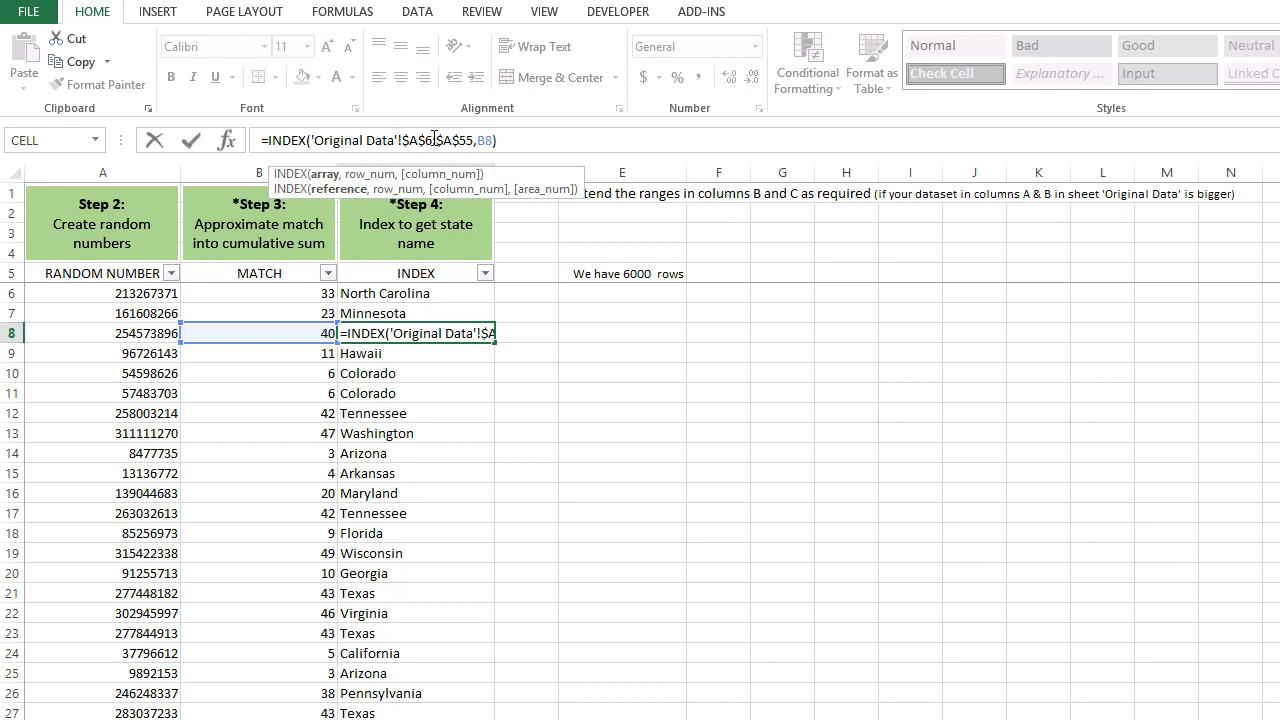 FILE HOME INSERT PAGE LAYOUT FORMULAS DATA REVIEW VIEW DEVELOPER ADD-INS
Paste
Cut
Copy
Format Painter
Calibri 11 A A
B I U A
Wrap Text
Merge & Center
General
$ % ,
Conditional Formatting
Format as Table
Normal Bad Good Neutral
Check Cell Explanatory ... Input Linked C
Clipboard Font Alignment Number Styles
CELL fx =INDEX('Original Data'!$A$6:$A$55,B8)
INDEX(array, row_num, [column_num])
INDEX(reference, row_num, [column_num], [area_num])
A B E F G H I J K L M N
1 tend the ranges in columns B and C as required (if your dataset in columns A & B in sheet 'Original Data' is bigger)
Step 2: *Step 3: *Step 4:
2 Create random Approximate match Index to get state
3 numbers into cumulative sum name
4
5 RANDOM NUMBER MATCH INDEX We have 6000 rows
6 213267371 33 North Carolina
7 161608266 23 Minnesota
8 254573896 40 =INDEX('Original Data'!$A
9 96726143 11 Hawaii
10 54598626 6 Colorado
11 57483703 6 Colorado
12 258003214 42 Tennessee
13 311111270 47 Washington
14 8477735 3 Arizona
15 13136772 4 Arkansas
16 139044683 20 Maryland
17 263032613 42 Tennessee
18 85256973 9 Florida
19 315422338 49 Wisconsin
20 91255713 10 Georgia
21 277448182 43 Texas
22 302945997 46 Virginia
23 277844913 43 Texas
24 37796612 5 California
25 9892153 3 Arizona
26 246248337 38 Pennsylvania
27 283037233 43 Texas